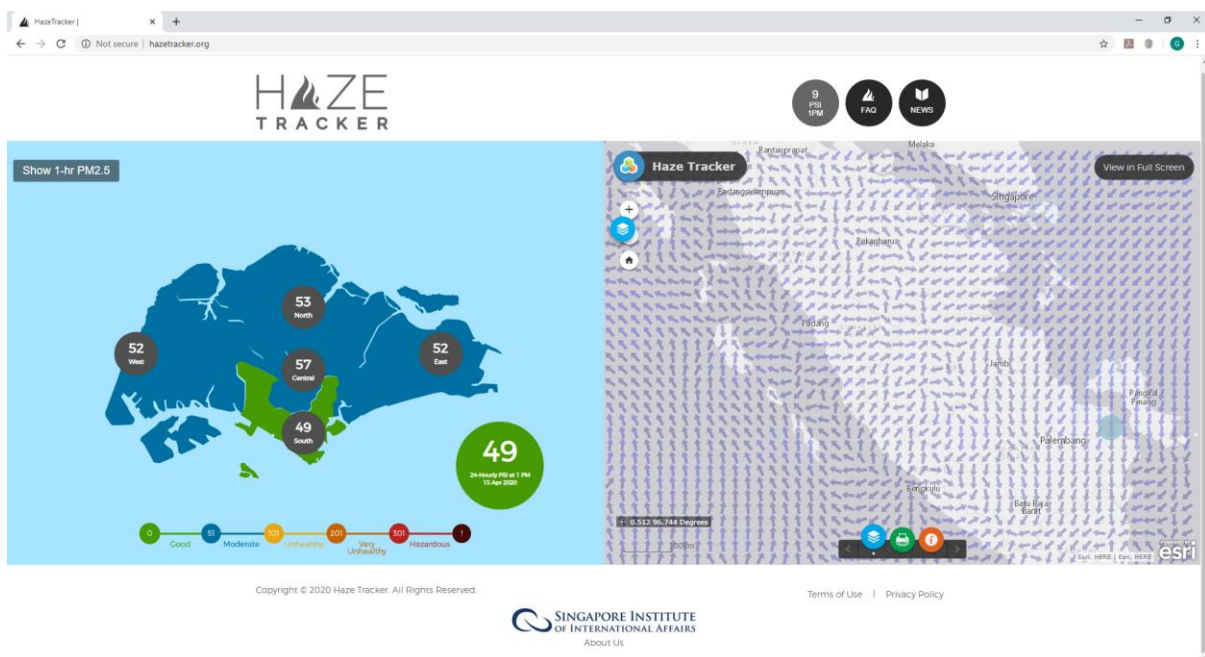 HazeTracker |
Not secure | hazetracker.org
G
HAZE
TRACKER
9
PSI
1PM
FAQ
NEWS
Show 1-hr PM2.5
53
North
52
West
57
Central
52
East
49
South
49
24-Hourly PSI at 1 PM
15 Apr 2020
0
51
101
201
301
!
Good
Moderate
Unhealthy
Very
Unhealthy
Hazardous
Haze Tracker
View in Full Screen
Rantauprapat
Melaka
Padangsidempuan
Singapore
Pekanbaru
Padang
Jambi
Pangkal
Pinang
Palembang
Bengkulu
Batu Raja
Barat
0.512 96.744 Degrees
100km
Esri, HERE | Esri, HERE
esri
Copyright © 2020 Haze Tracker. All Rights Reserved.
Terms of Use | Privacy Policy
SINGAPORE INSTITUTE
OF INTERNATIONAL AFFAIRS
About Us